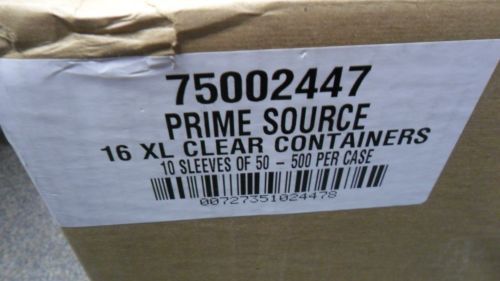 75002447
PRIME SOURCE
16 XL CLEAR CONTAINERS
10 SLEEVES OF 50 - 500 PER CASE
00727351024478